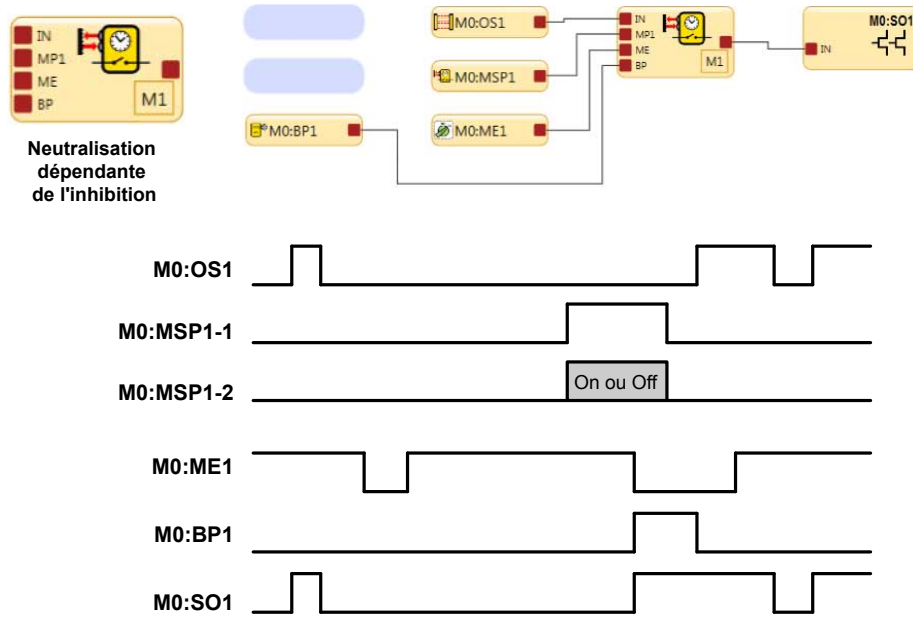 IN
MP1
ME
BP
M1
Neutralisation
dépendante
de l'inhibition
M0:BP1
M0:OS1
M0:MSP1
M0:ME1
IN
MP1
ME
BP
M1
M0:SO1
IN
M0:OS1
M0:MSP1-1
M0:MSP1-2
On ou Off
M0:ME1
M0:BP1
M0:SO1